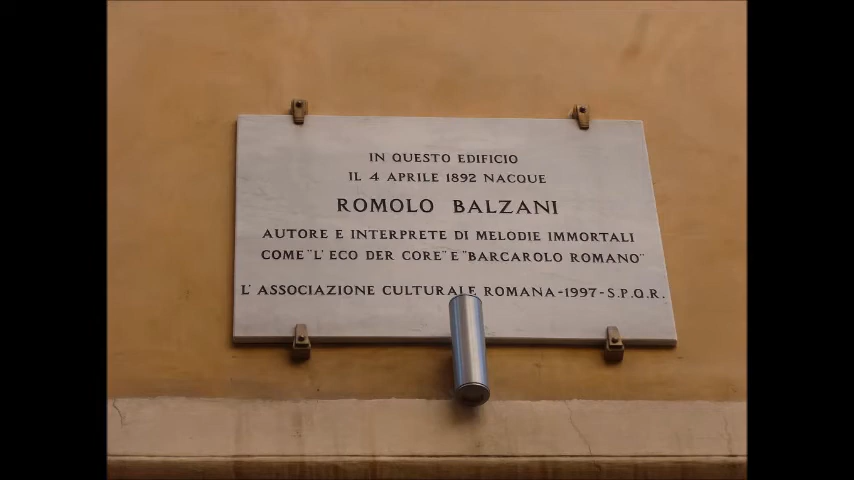 IN QUESTO EDIFICIO
IL 4 APRILE 1892 NACQUE
ROMOLO BALZANI
AUTORE E INTERPRETE DI MELODIE IMMORTALI
COME "L' ECO DER CORE" E "BARCAROLO ROMANO"
L' ASSOCIAZIONE CULTURALE ROMANA - 1997 - S.P.Q.R.